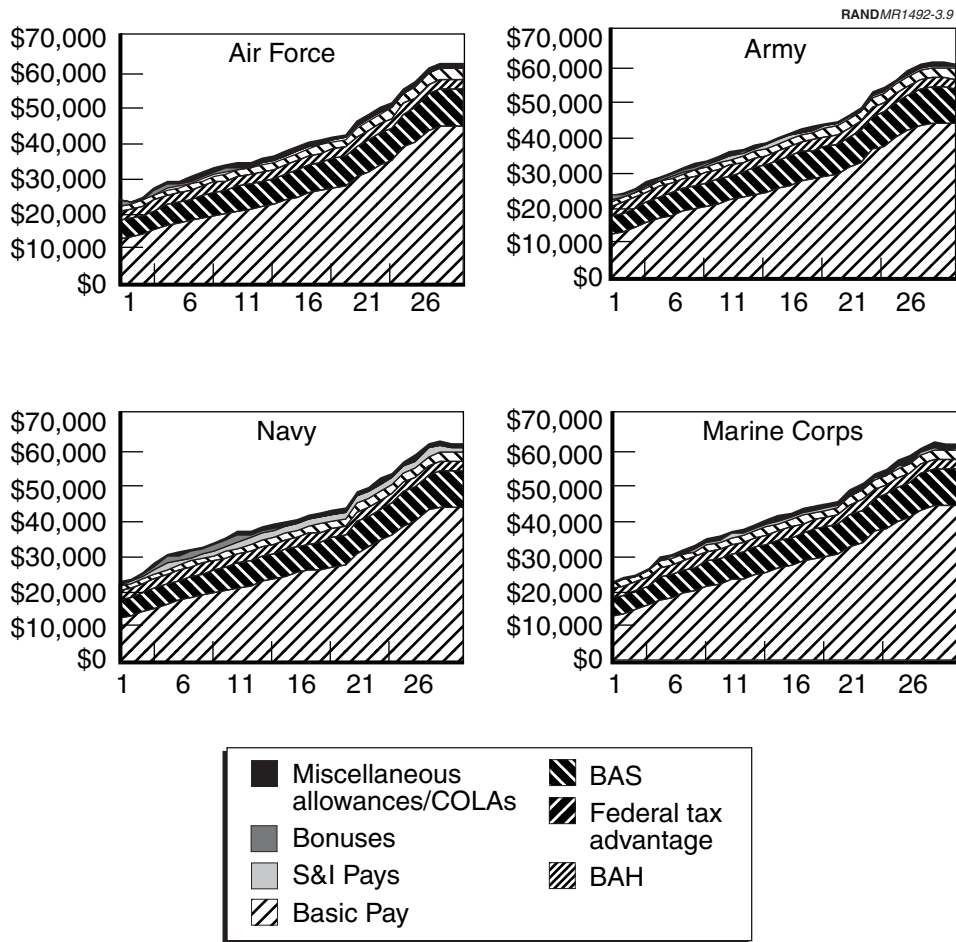 RANDMR1492-3.9
Air Force
$70,000
$60,000
$50,000
$40,000
$30,000
$20,000
$10,000
$0
1 6 11 16 21 26
Army
$70,000
$60,000
$50,000
$40,000
$30,000
$20,000
$10,000
$0
1 6 11 16 21 26
Navy
$70,000
$60,000
$50,000
$40,000
$30,000
$20,000
$10,000
$0
1 6 11 16 21 26
Marine Corps
$70,000
$60,000
$50,000
$40,000
$30,000
$20,000
$10,000
$0
1 6 11 16 21 26
Miscellaneous
allowances/COLAs
Bonuses
S&I Pays
Basic Pay
BAS
Federal tax
advantage
BAH